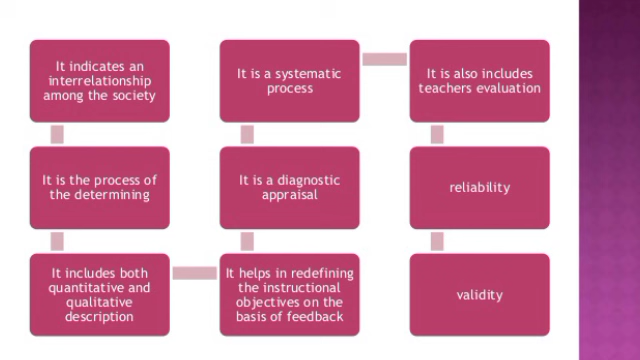 It indicates an
interrelationship
among the society
It is the process of
the determining
It includes both
quantitative and
qualitative
description
It helps in redefining
the instructional
objectives on the
basis of feedback
It is a diagnostic
appraisal
It is a systematic
process
It is also includes
teachers evaluation
reliability
validity